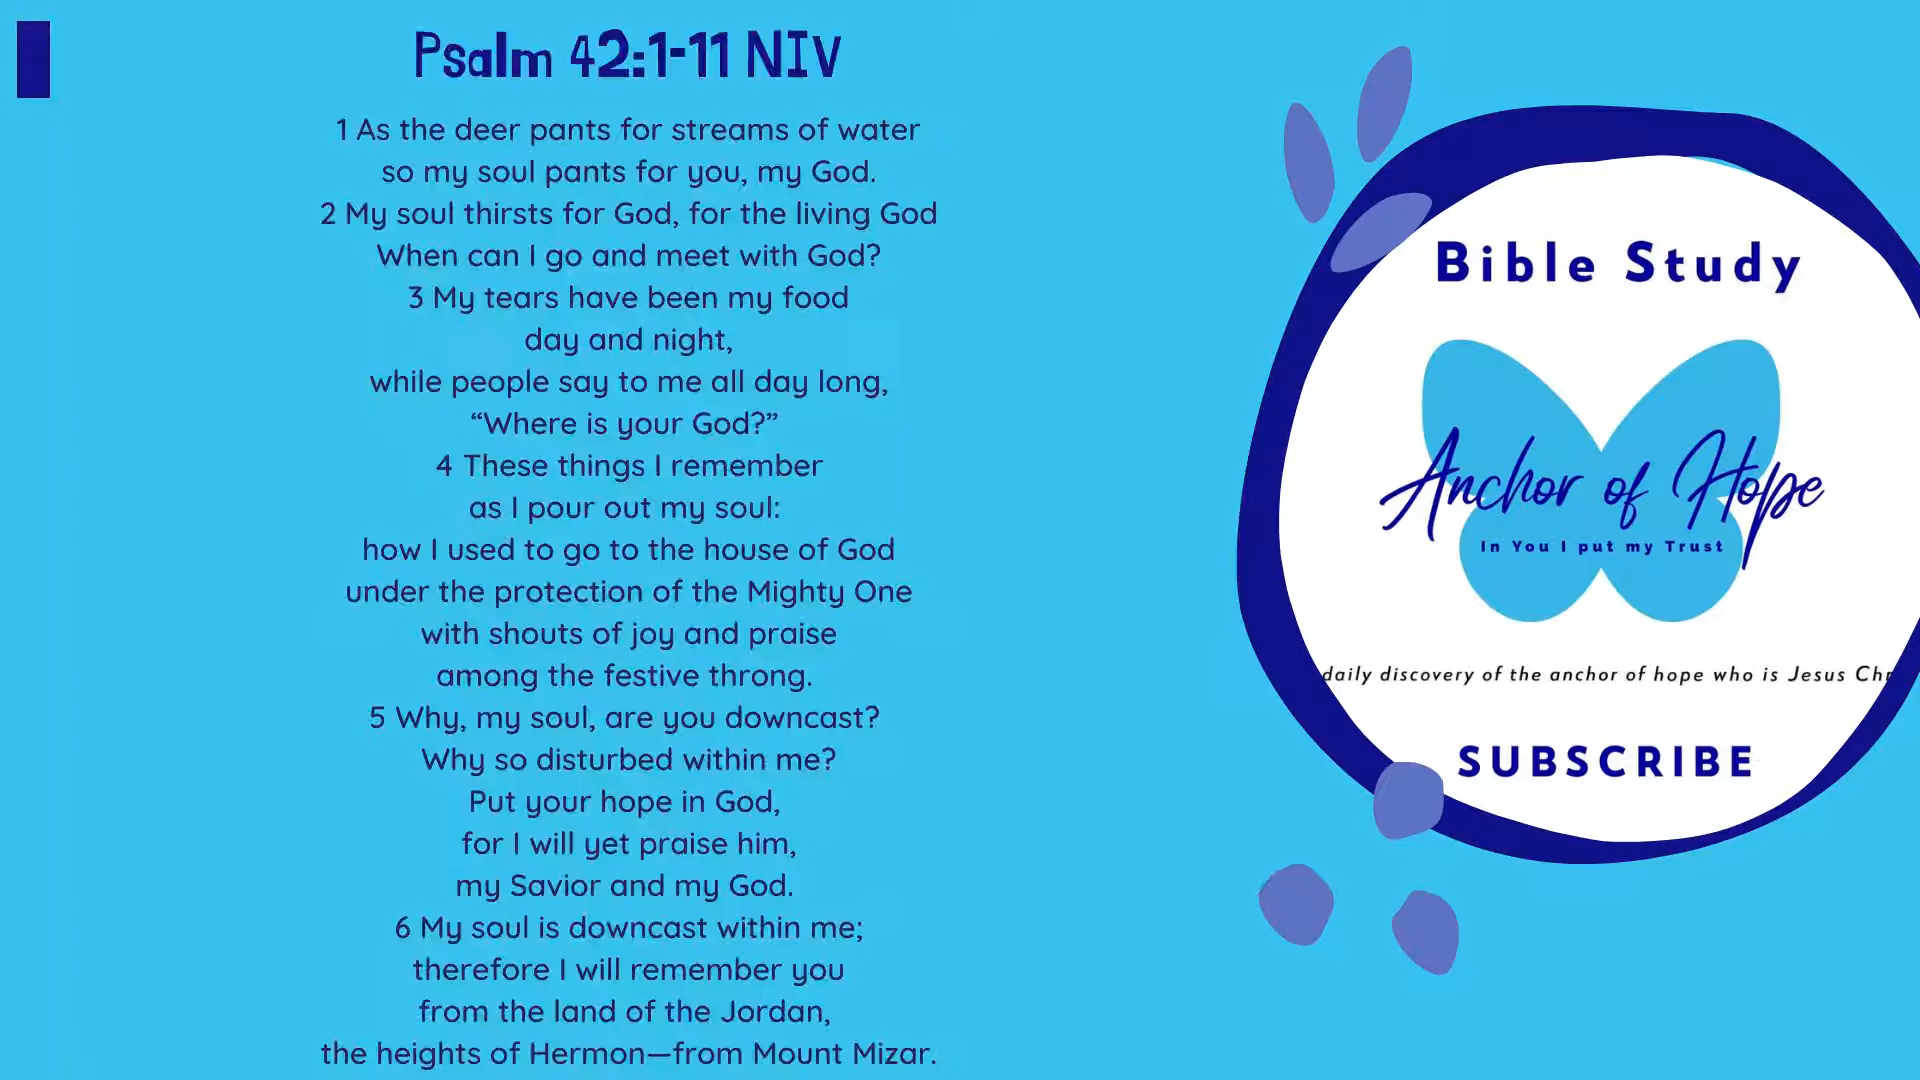 Psalm 42:1-11 NIV
1 As the deer pants for streams of water
so my soul pants for you, my God.
2 My soul thirsts for God, for the living God
When can I go and meet with God?
3 My tears have been my food
day and night,
while people say to me all day long,
“Where is your God?”
4 These things I remember
as I pour out my soul:
how I used to go to the house of God
under the protection of the Mighty One
with shouts of joy and praise
among the festive throng.
5 Why, my soul, are you downcast?
Why so disturbed within me?
Put your hope in God,
for I will yet praise him,
my Savior and my God.
6 My soul is downcast within me;
therefore I will remember you
from the land of the Jordan,
the heights of Hermon—from Mount Mizar.
Bible Study
Anchor of Hope
In You I put my Trust
daily discovery of the anchor of hope who is Jesus
SUBSCRIBE